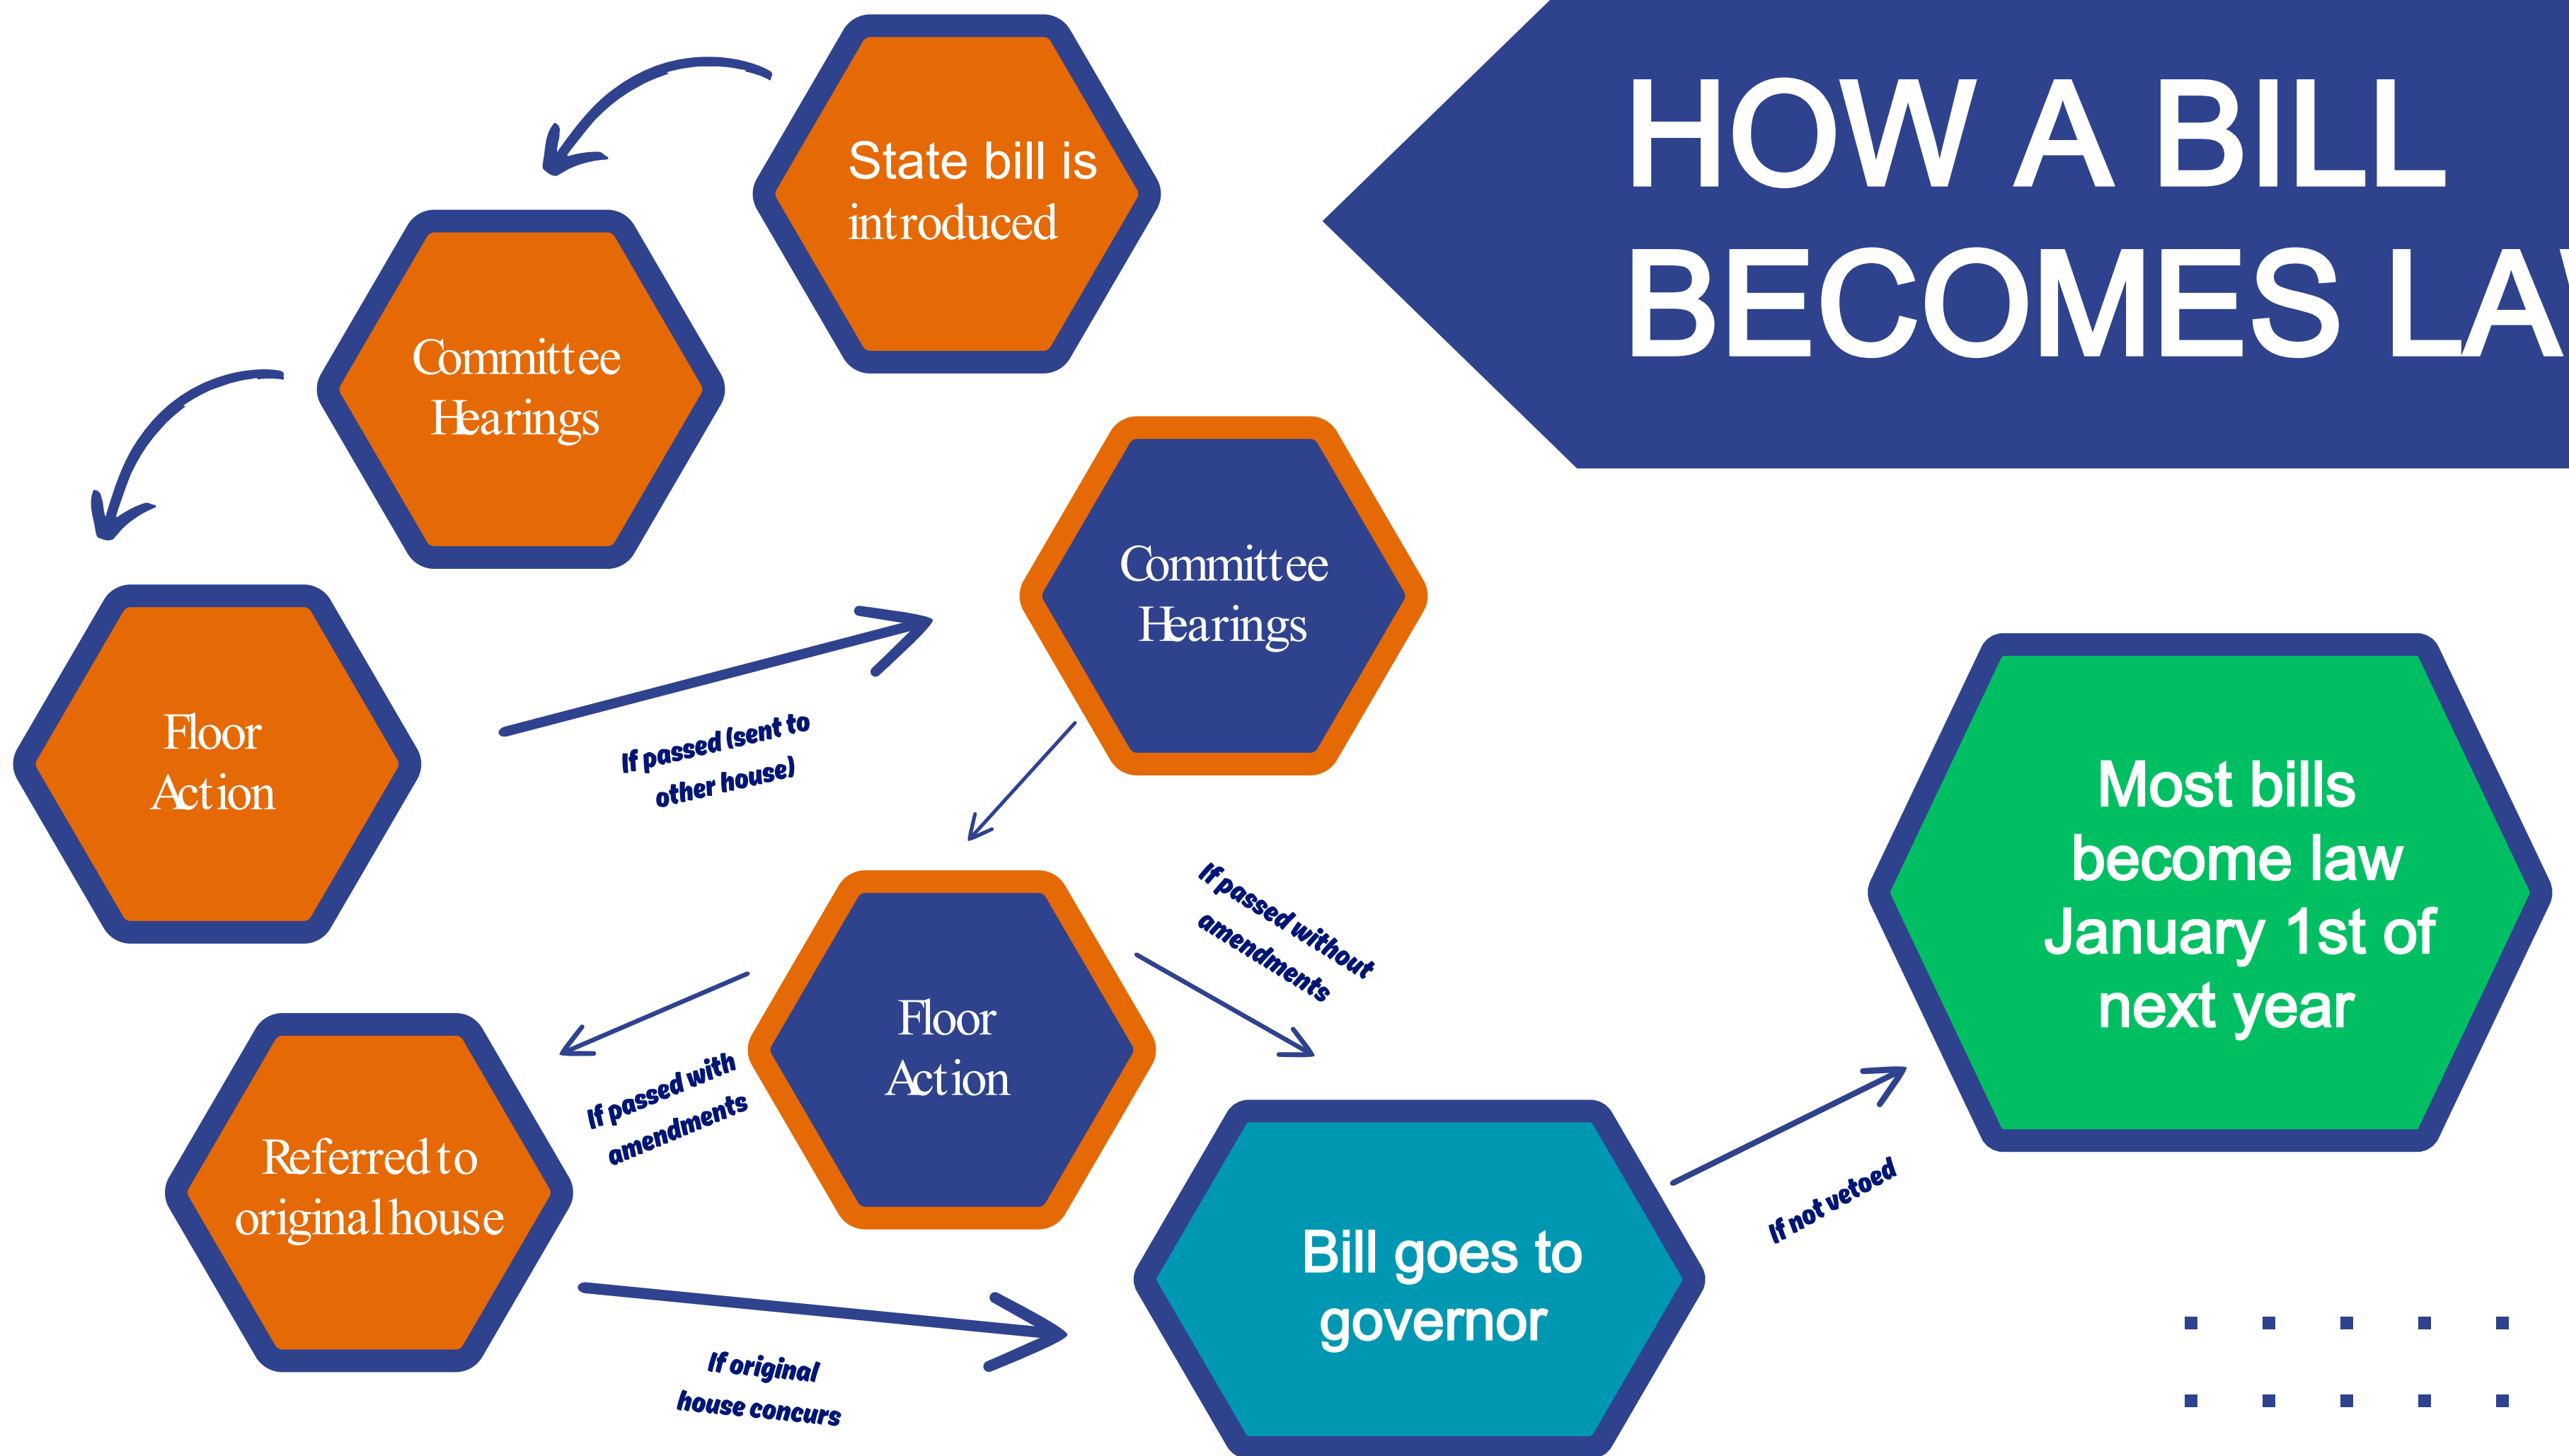 HOW A BILL
BECOMES LAW
State bill is
introduced
Committee
Hearings
Floor
Action
If passed (sent to
other house)
Committee
Hearings
Floor
Action
If passed with
amendments
If passed without
amendments
Referred to
original house
If original
house concurs
Bill goes to
governor
If not vetoed
Most bills
become law
January 1st of
next year